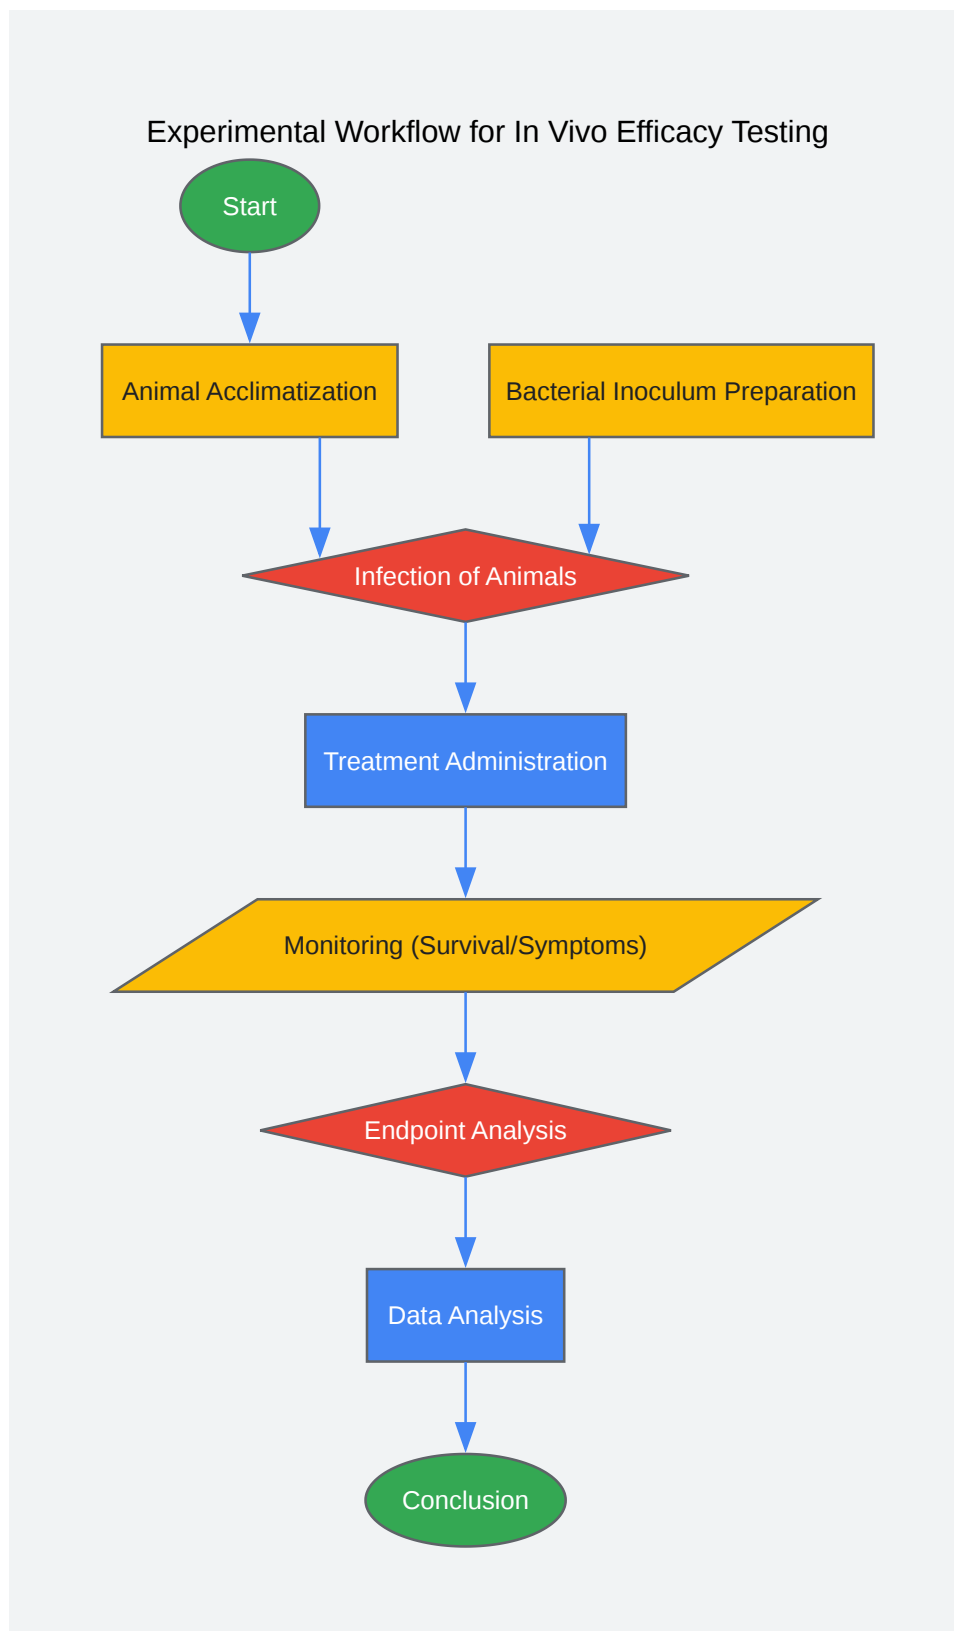 Experimental Workflow for In Vivo Efficacy Testing
Start
Animal Acclimatization
Bacterial Inoculum Preparation
Infection of Animals
Treatment Administration
Monitoring (Survival/Symptoms)
Endpoint Analysis
Data Analysis
Conclusion